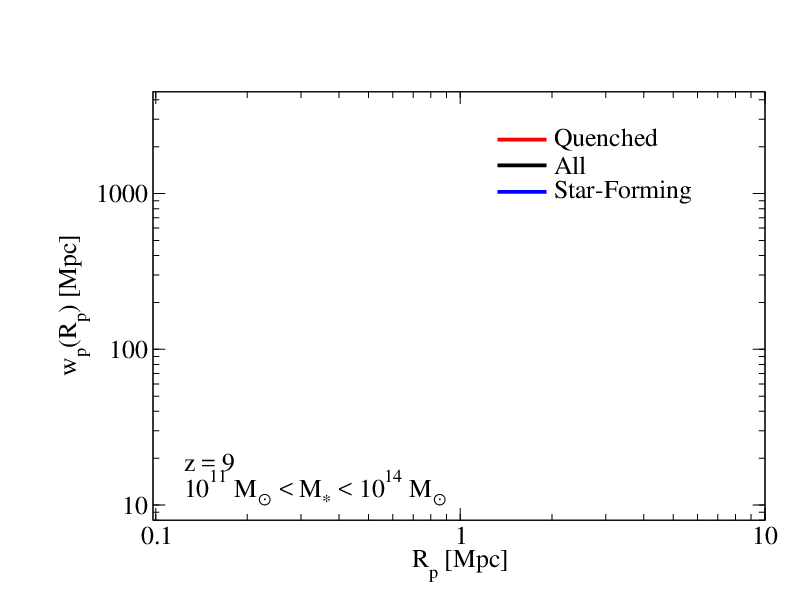 Quenched
All
Star-Forming
1000
100
10
w_p(R_p) [Mpc]
z = 9
10^11 M_⊙ < M_* < 10^14 M_⊙
0.1 1 10
R_p [Mpc]